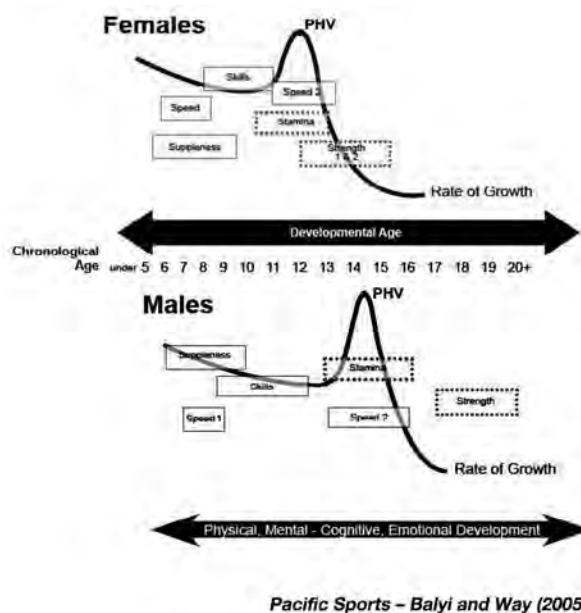 Females
PHV
Skills
Speed
Speed 2
Stamina
Suppleness
Strength
1 & 2
Rate of Growth
Developmental Age
Chronological
Age under 5 6 7 8 9 10 11 12 13 14 15 16 17 18 19 20+
Males
PHV
Suppleness
Stamina
Skills
Strength
Speed 1
Speed 2
Rate of Growth
Physical, Mental - Cognitive, Emotional Development
Pacific Sports – Balyi and Way (2005